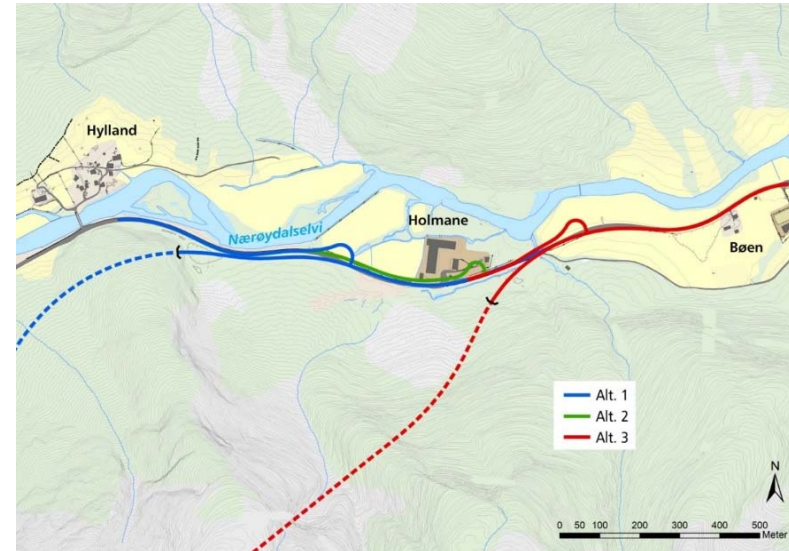 Hylland
Nærøydalselvi
Holmane
Bøen
Alt. 1
Alt. 2
Alt. 3
N
0 50 100 200 300 400 500
Meter